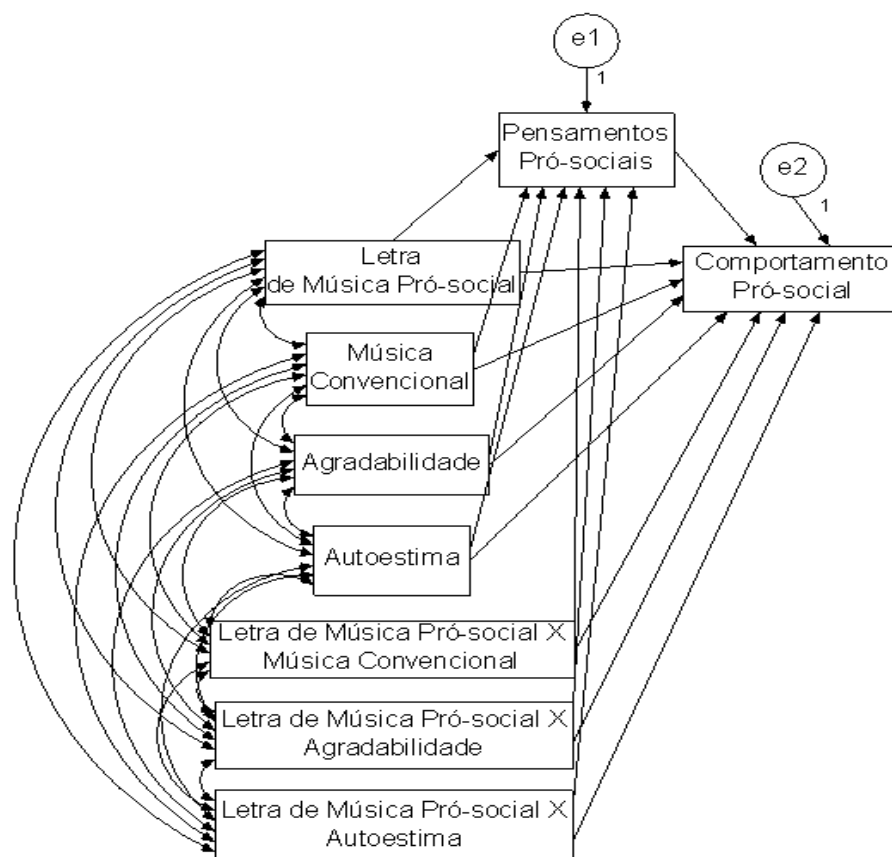 e1
1
Pensamentos
Pró-sociais
e2
1
Letra
de Música Pró-social
Comportamento
Pró-social
Música
Convencional
Agradabilidade
Autoestima
Letra de Música Pró-social X
Música Convencional
Letra de Música Pró-social X
Agradabilidade
Letra de Música Pró-social X
Autoestima